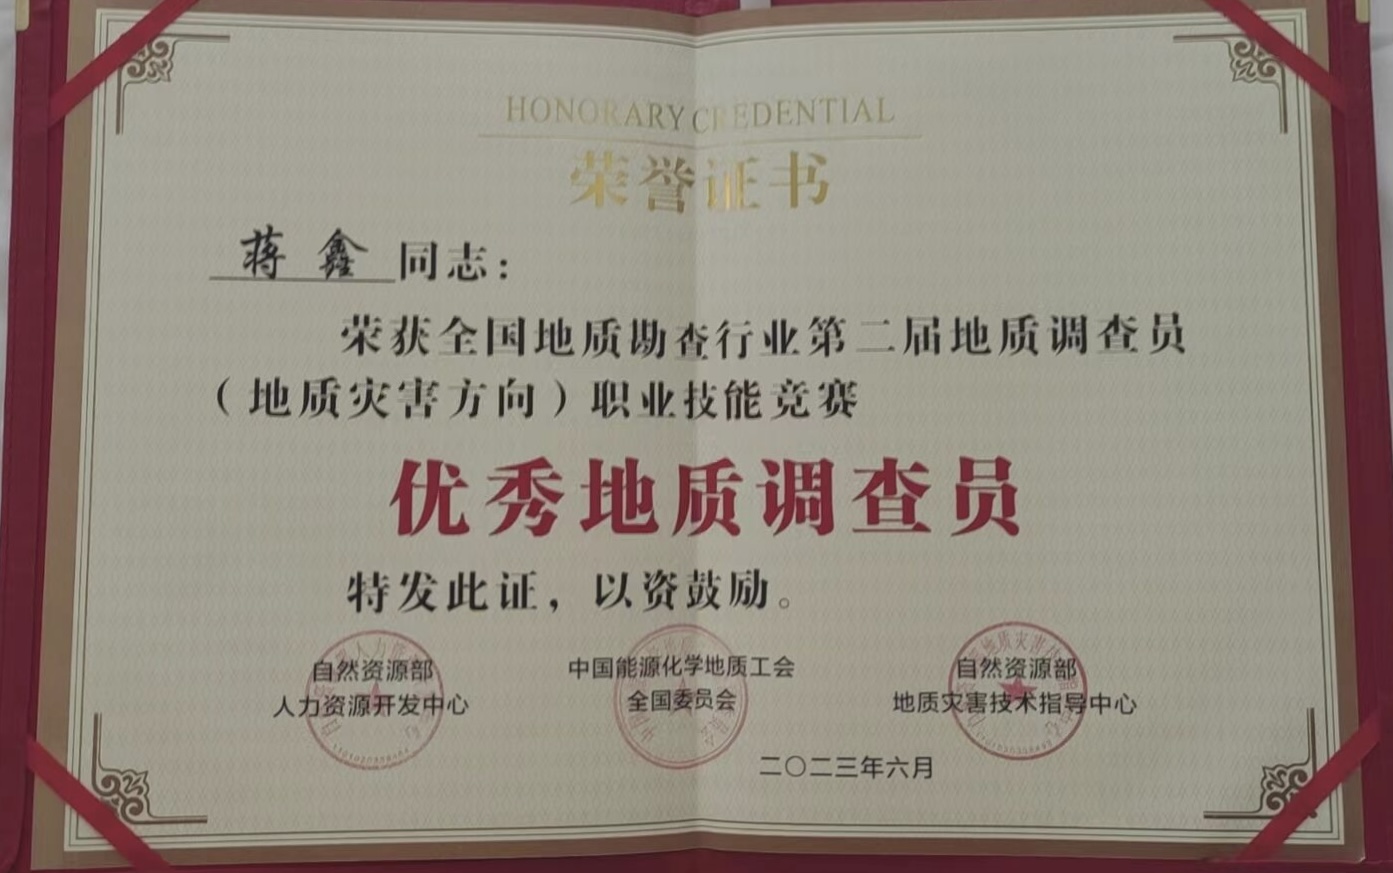 HONORARY CREDENTIAL
荣誉证书
蒋鑫同志：
荣获全国地质勘查行业第二届地质调查员
（地质灾害方向）职业技能竞赛
优秀地质调查员
特发此证，以资鼓励。
自然资源部
人力资源开发中心
中国能源化学地质工会
全国委员会
自然资源部
地质灾害技术指导中心
二〇二三年六月